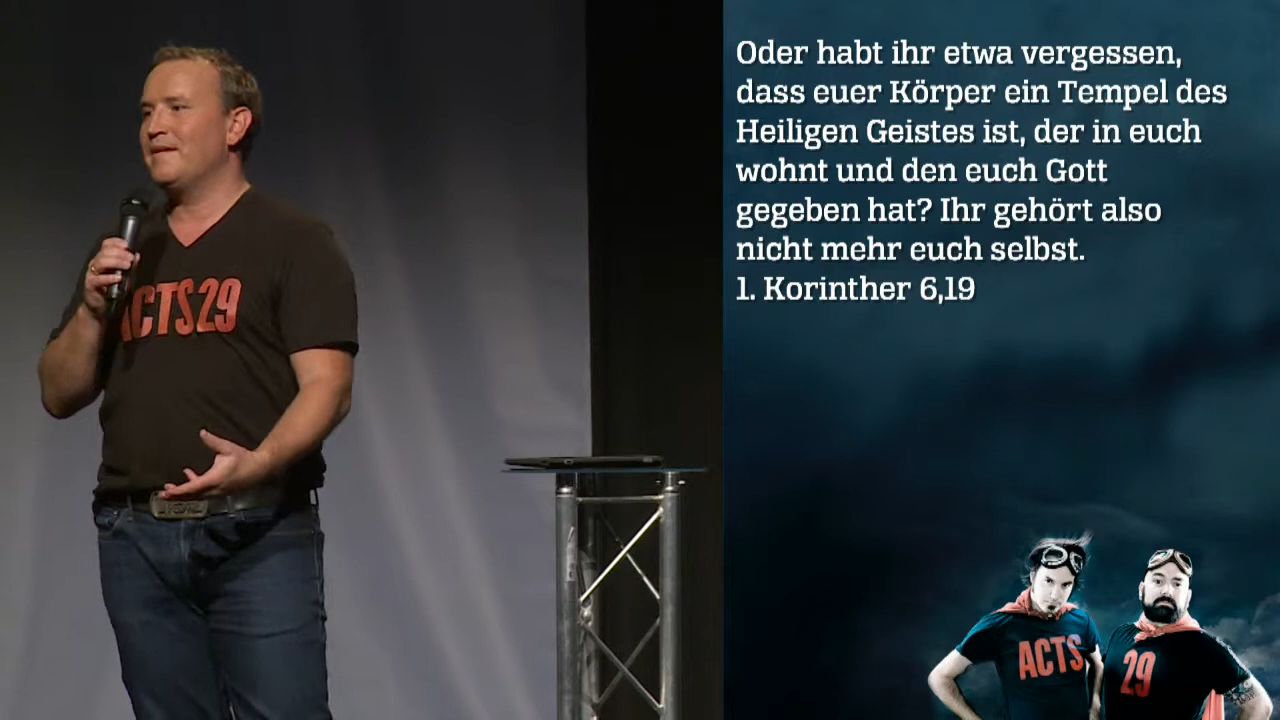 Oder habt ihr etwa vergessen,
dass euer Körper ein Tempel des
Heiligen Geistes ist, der in euch
wohnt und den euch Gott
gegeben hat? Ihr gehört also
nicht mehr euch selbst.
1. Korinther 6,19
ACTS29
ACTS
29